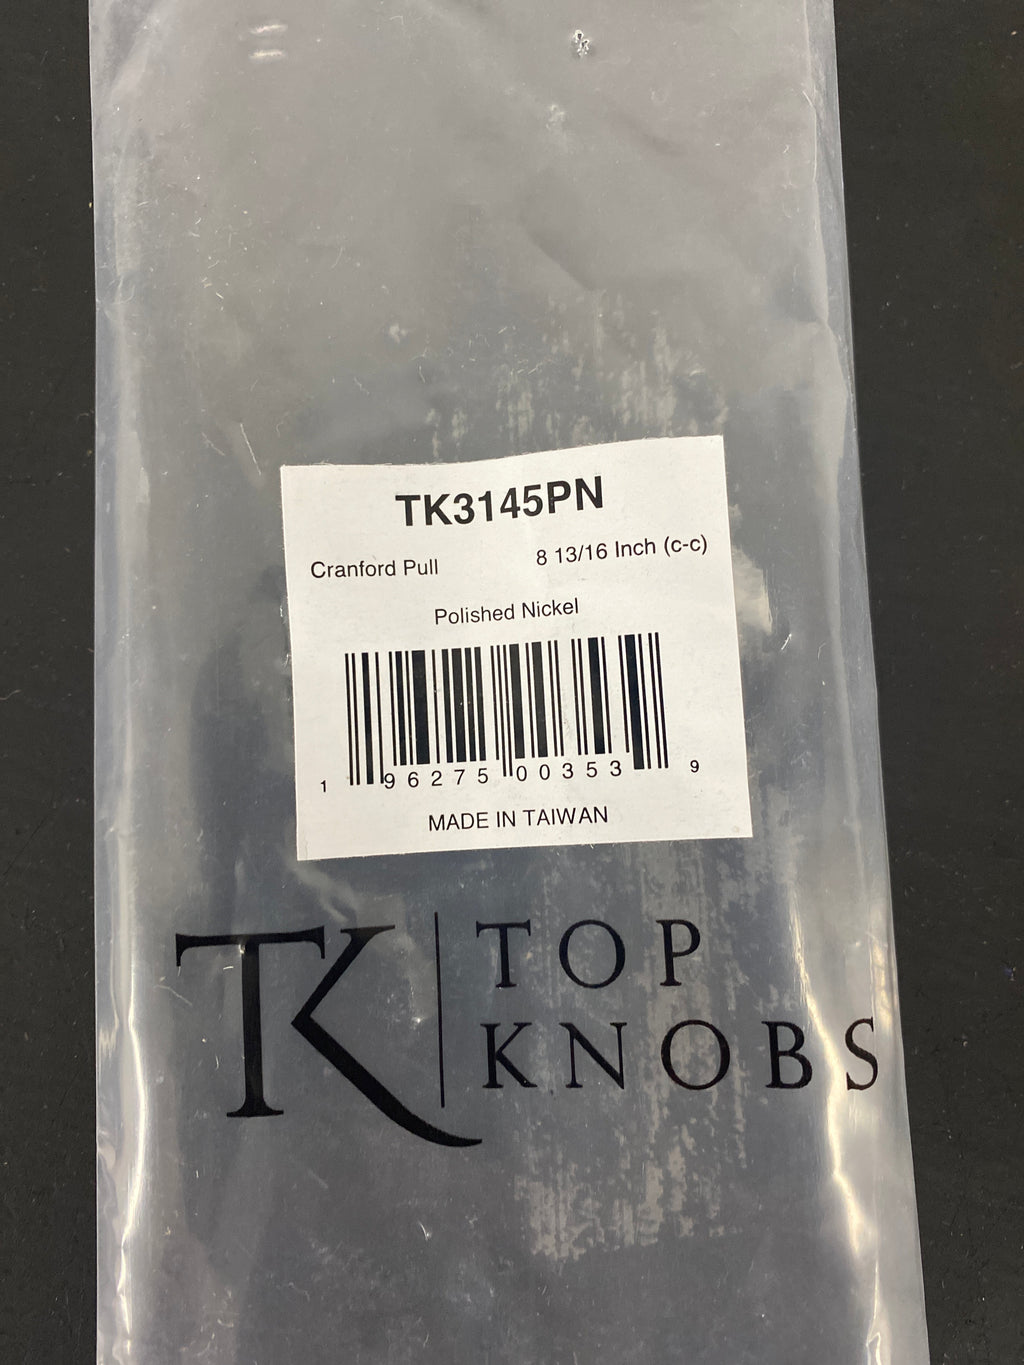 TK3145PN
Cranford Pull 8 13/16 Inch (c-c)
Polished Nickel
1 96275 00353 9
MADE IN TAIWAN
TK TOP
KNOBS